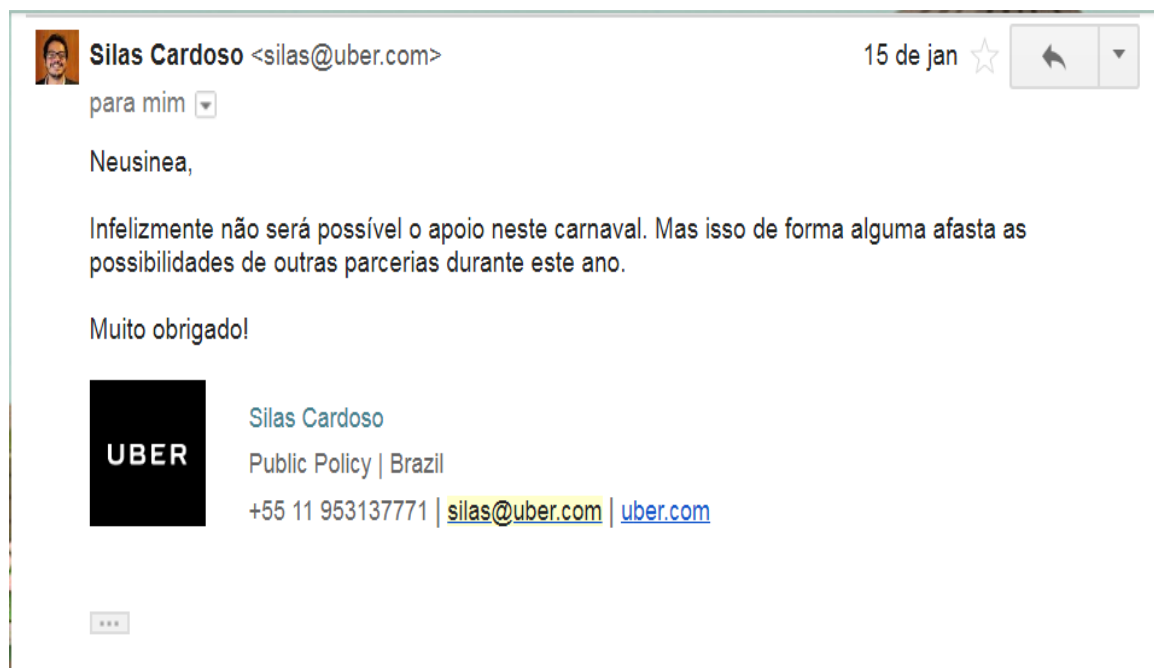 Silas Cardoso <silas@uber.com> 15 de jan
para mim
Neusinea,
Infelizmente não será possível o apoio neste carnaval. Mas isso de forma alguma afasta as
possibilidades de outras parcerias durante este ano.
Muito obrigado!
UBER
Silas Cardoso
Public Policy | Brazil
+55 11 953137771 | silas@uber.com | uber.com